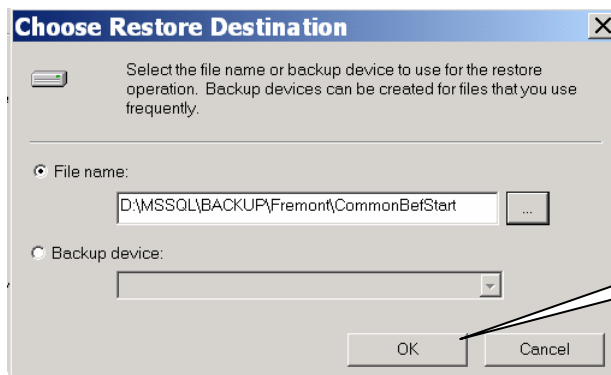 Choose Restore Destination
Select the file name or backup device to use for the restore
operation. Backup devices can be created for files that you use
frequently.
File name:
D:\MSSQL\BACKUP\Fremont\CommonBefStart
...
Backup device:
OK
Cancel